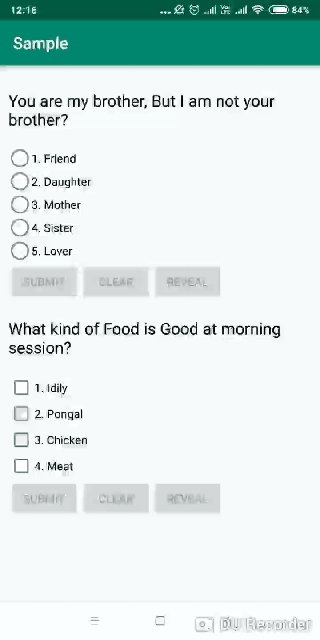 12:16
... 84%
Sample
You are my brother, But I am not your
brother?
1. Friend
2. Daughter
3. Mother
4. Sister
5. Lover
SUBMIT CLEAR REVEAL
What kind of Food is Good at morning
session?
1. Idily
2. Pongal
3. Chicken
4. Meat
SUBMIT CLEAR REVEAL
DU Recorder